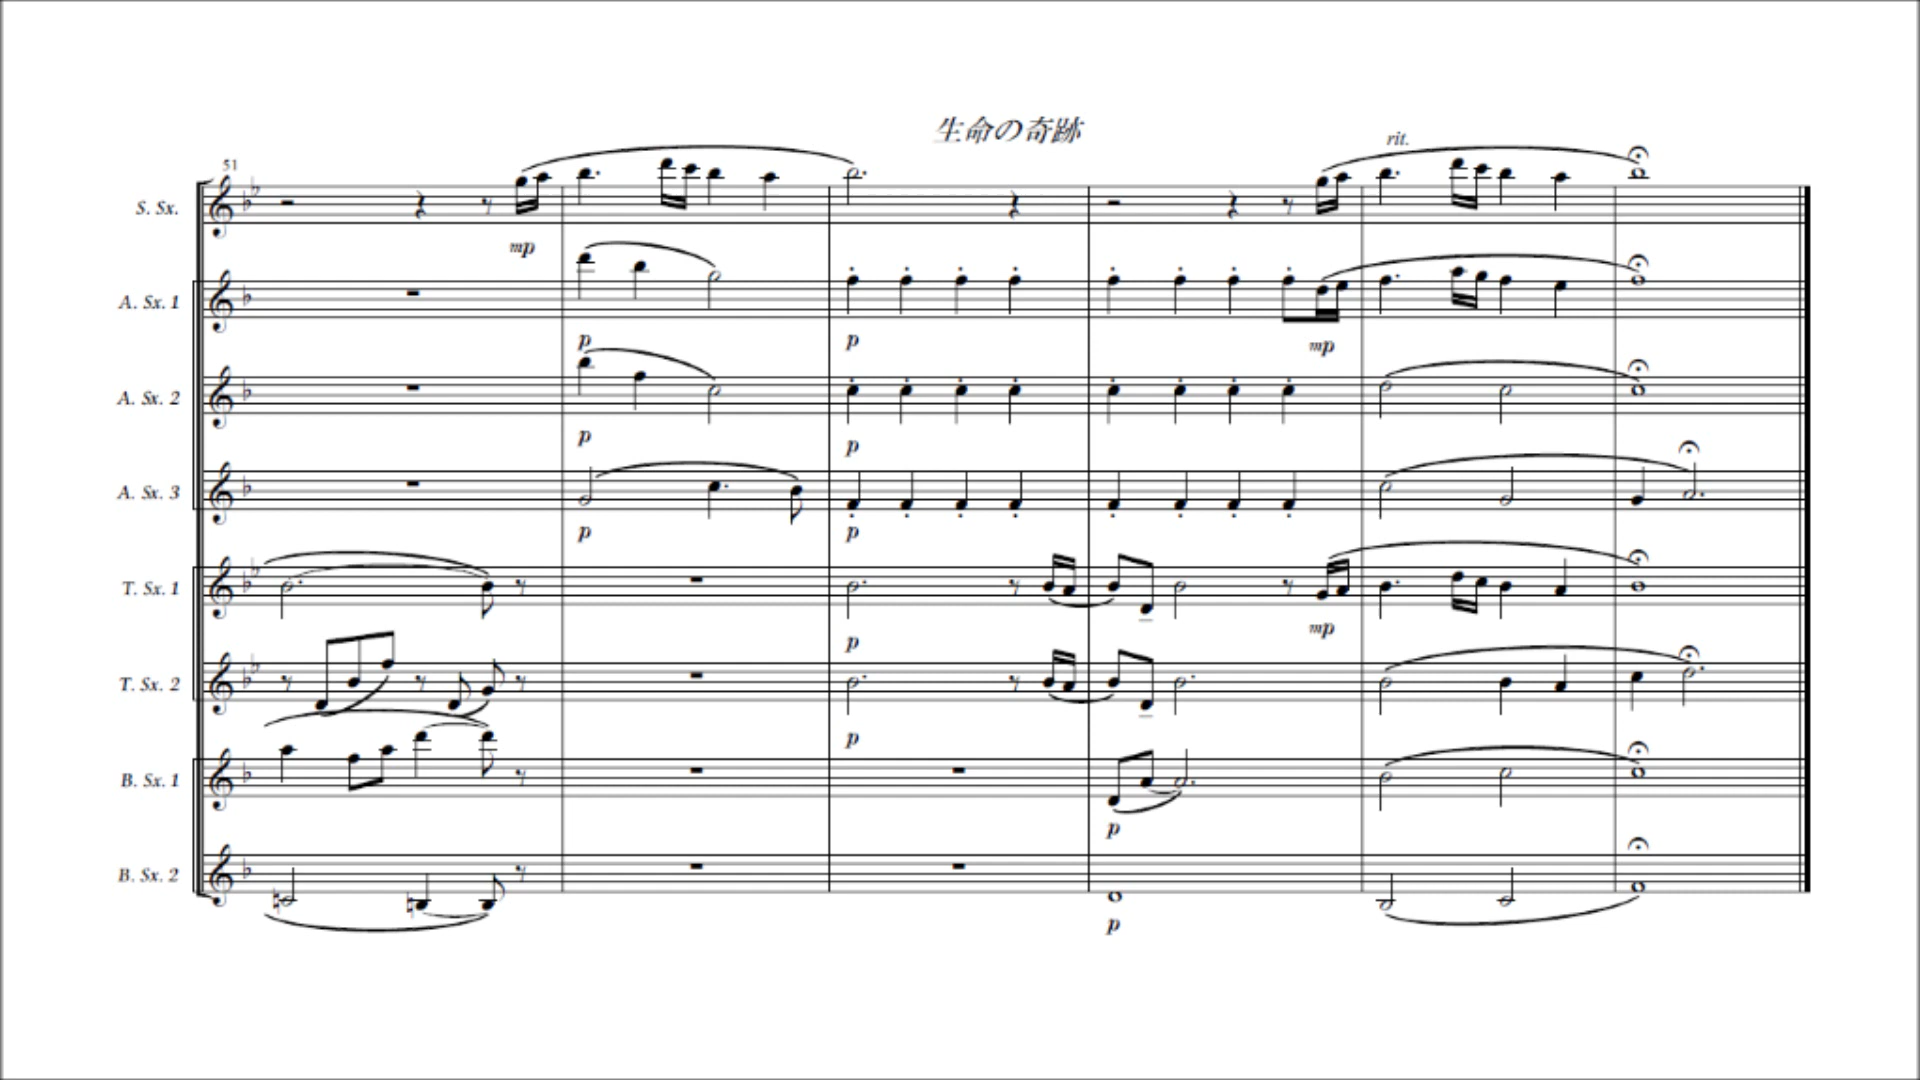 生命の奇跡
rit.
51
S. Sx.
mp
A. Sx. 1
p
p
mp
A. Sx. 2
p
p
A. Sx. 3
p
p
T. Sx. 1
p
mp
T. Sx. 2
p
B. Sx. 1
p
B. Sx. 2
p